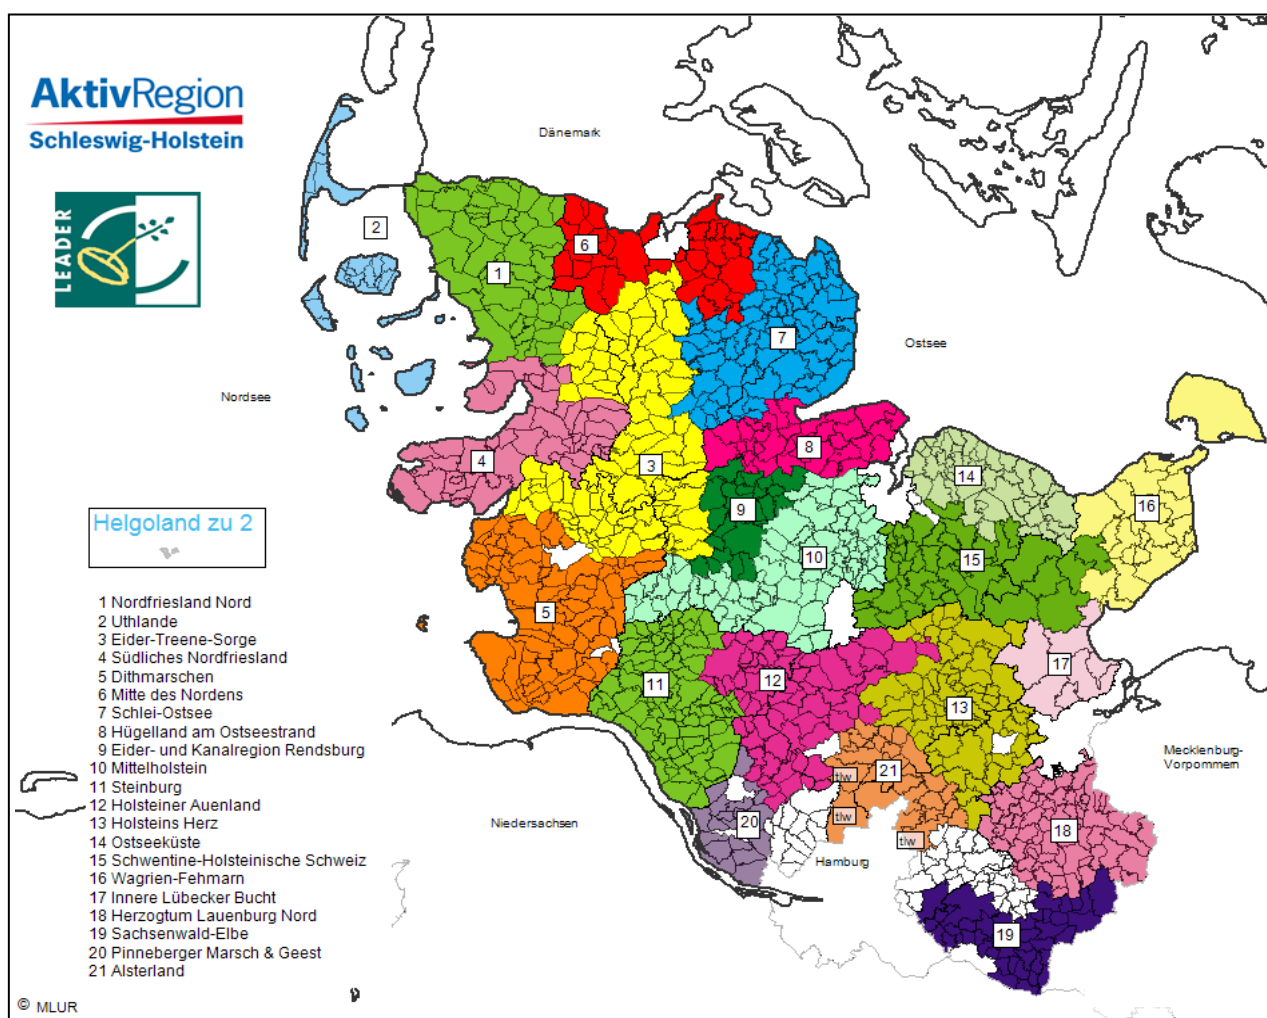 AktivRegion
Schleswig-Holstein
LEADER
Dänemark
Nordsee
Ostsee
Niedersachsen
Hamburg
Mecklenburg-
Vorpommern
2
6
1
7
8
4
3
9
14
16
10
15
5
11
12
17
13
21
tlw
tlw
tlw
20
18
19
Helgoland zu 2
1 Nordfriesland Nord
2 Uthlande
3 Eider-Treene-Sorge
4 Südliches Nordfriesland
5 Dithmarschen
6 Mitte des Nordens
7 Schlei-Ostsee
8 Hügelland am Ostseestrand
9 Eider- und Kanalregion Rendsburg
10 Mittelholstein
11 Steinburg
12 Holsteiner Auenland
13 Holsteins Herz
14 Ostseeküste
15 Schwentine-Holsteinische Schweiz
16 Wagrien-Fehmarn
17 Innere Lübecker Bucht
18 Herzogtum Lauenburg Nord
19 Sachsenwald-Elbe
20 Pinneberger Marsch & Geest
21 Alsterland
© MLUR